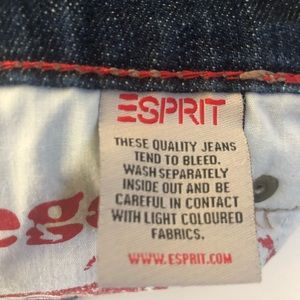 ESPRIT
THESE QUALITY JEANS
TEND TO BLEED.
WASH SEPARATELY
INSIDE OUT AND BE
CAREFUL IN CONTACT
WITH LIGHT COLOURED
FABRICS.
WWW.ESPRIT.COM